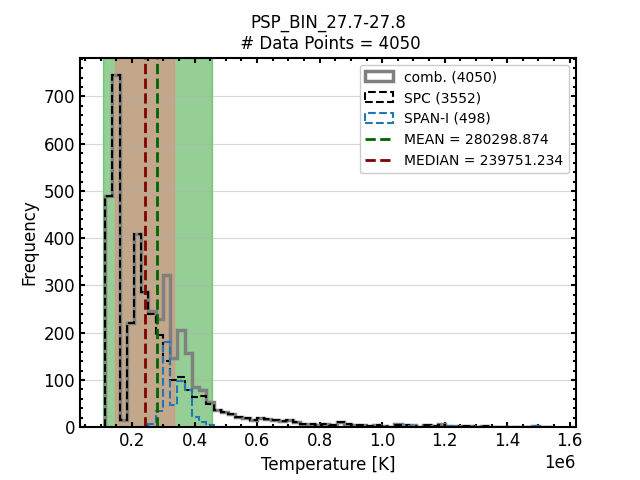 PSP_BIN_27.7-27.8
# Data Points = 4050
comb. (4050)
SPC (3552)
SPAN-I (498)
MEAN = 280298.874
MEDIAN = 239751.234
Frequency
700
600
500
400
300
200
100
0
0.2 0.4 0.6 0.8 1.0 1.2 1.4 1.6
1e6
Temperature [K]